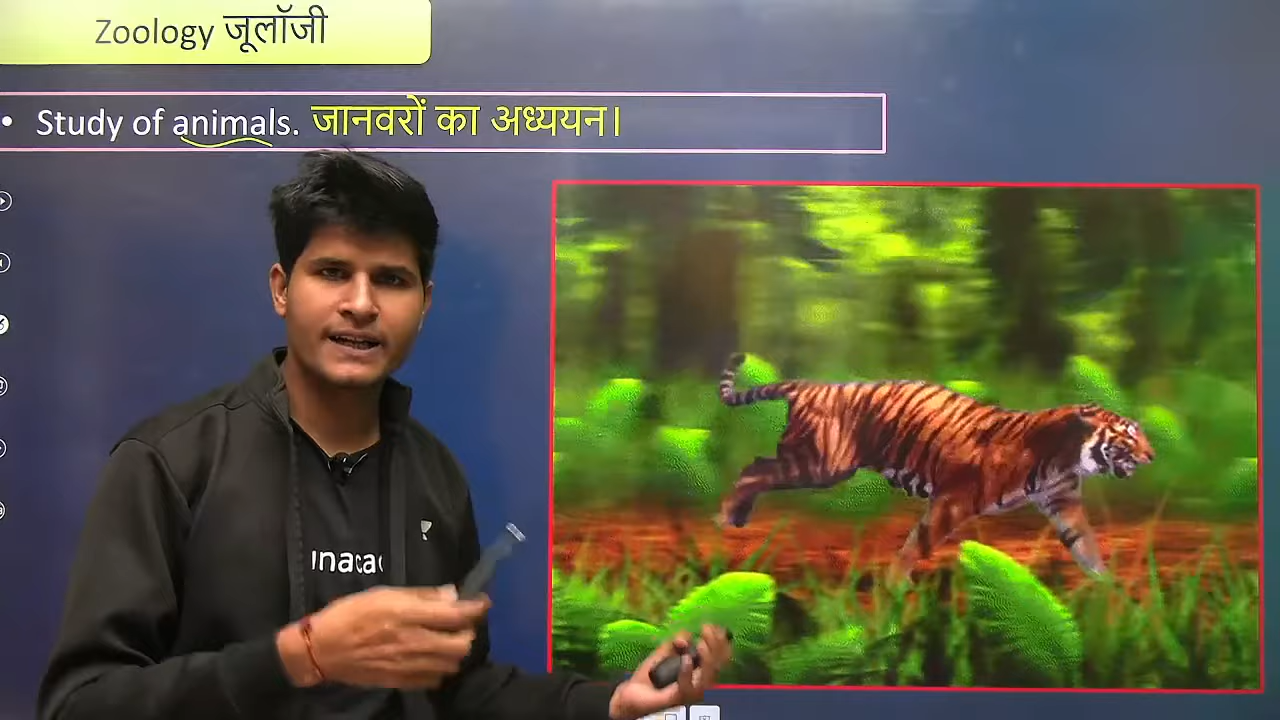 Zoology जूलॉजी
• Study of animals. जानवरों का अध्ययन।
unacad